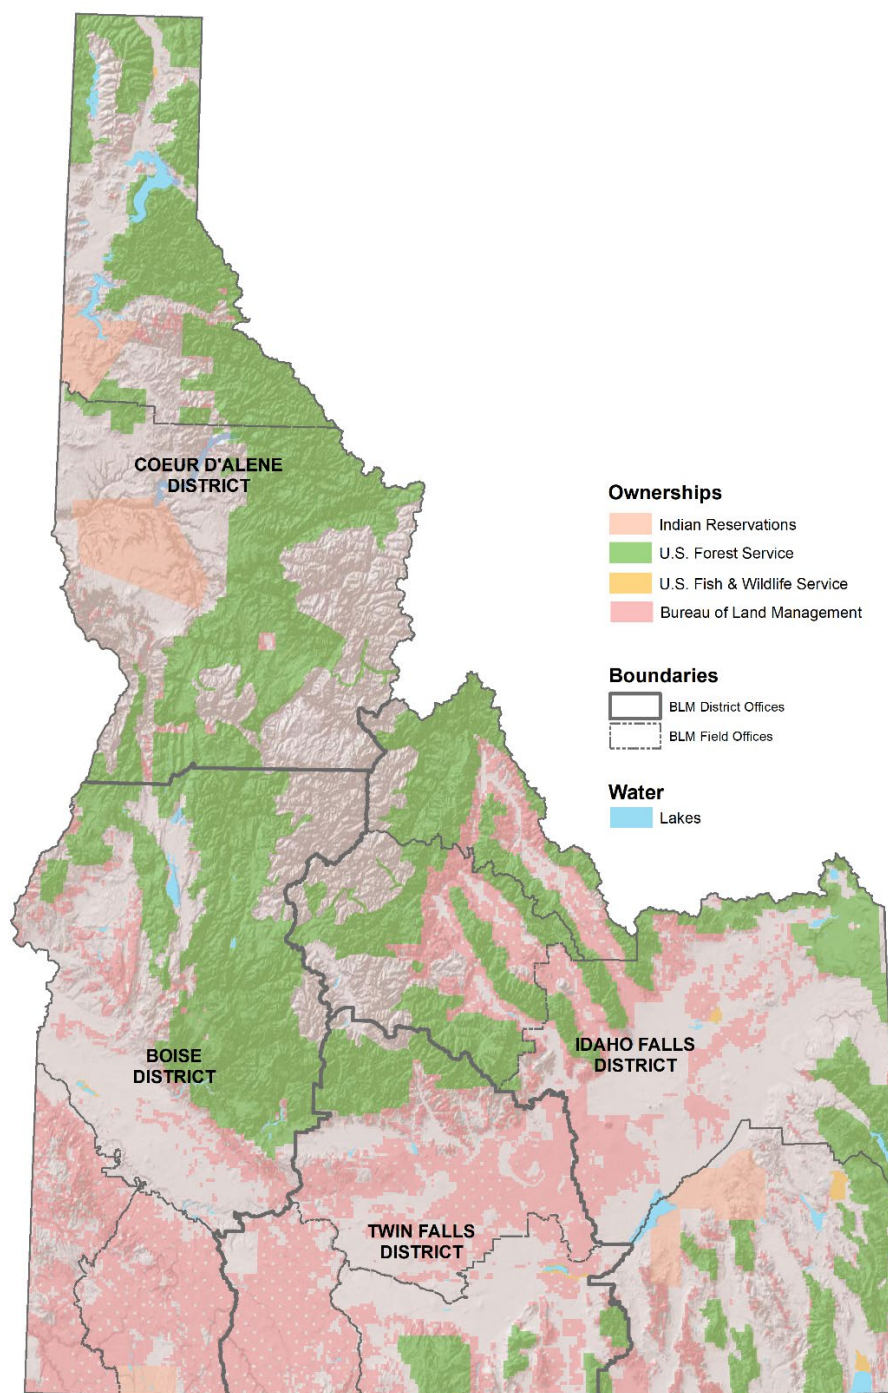 COEUR D'ALENE
DISTRICT
Ownerships
Indian Reservations
U.S. Forest Service
U.S. Fish & Wildlife Service
Bureau of Land Management
Boundaries
BLM District Offices
BLM Field Offices
Water
Lakes
BOISE
DISTRICT
IDAHO FALLS
DISTRICT
TWIN FALLS
DISTRICT